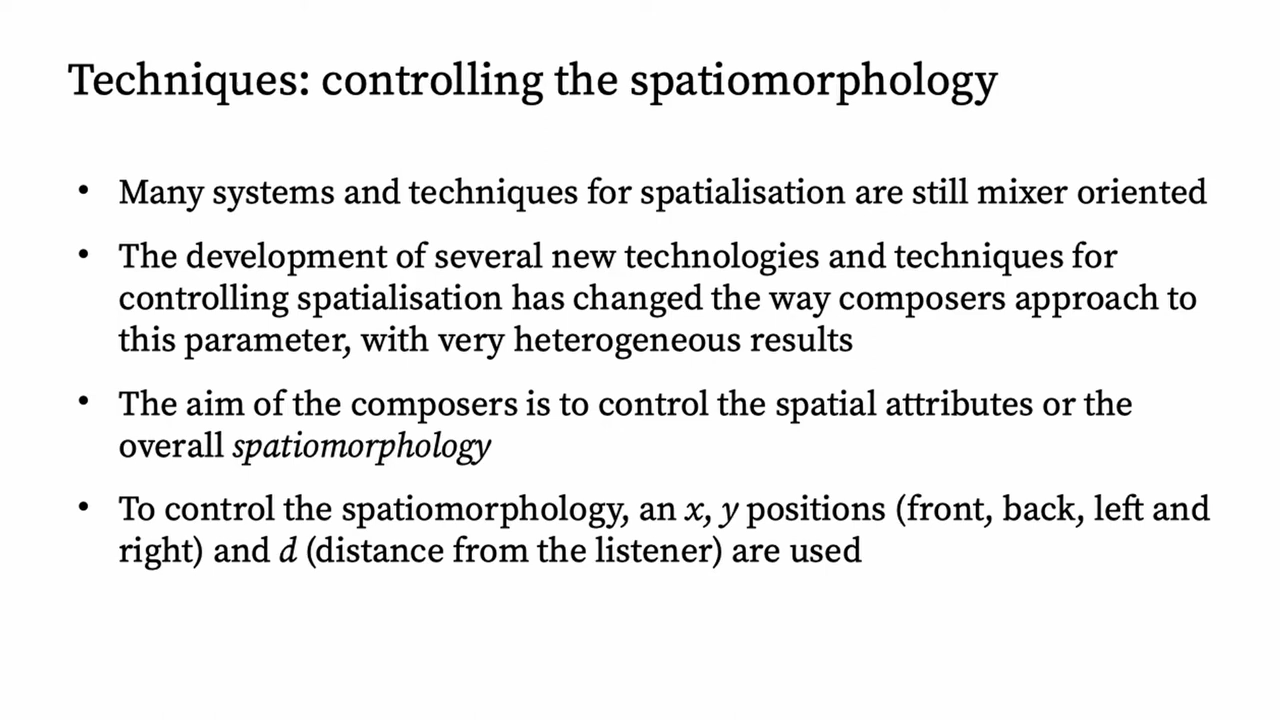 Techniques: controlling the spatiomorphology
• Many systems and techniques for spatialisation are still mixer oriented
• The development of several new technologies and techniques for
controlling spatialisation has changed the way composers approach to
this parameter, with very heterogeneous results
• The aim of the composers is to control the spatial attributes or the
overall spatiomorphology
• To control the spatiomorphology, an x, y positions (front, back, left and
right) and d (distance from the listener) are used